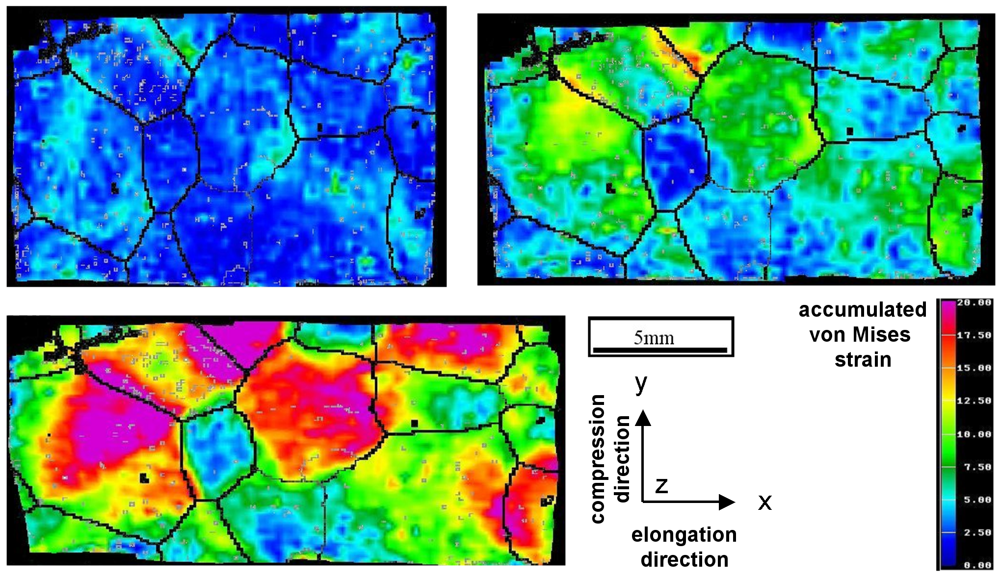 accumulated
von Mises
strain
20.00
17.50
15.00
12.50
10.00
7.50
5.00
2.50
0.00
5mm
y
compression
direction
z
x
elongation
direction